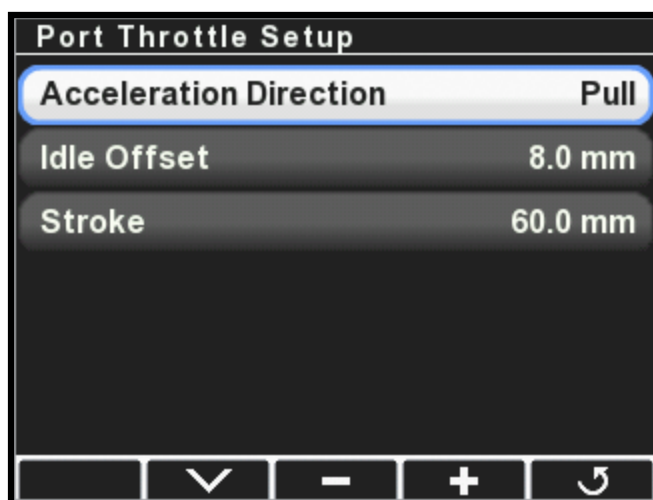 Port Throttle Setup
Acceleration Direction Pull
Idle Offset 8.0 mm
Stroke 60.0 mm